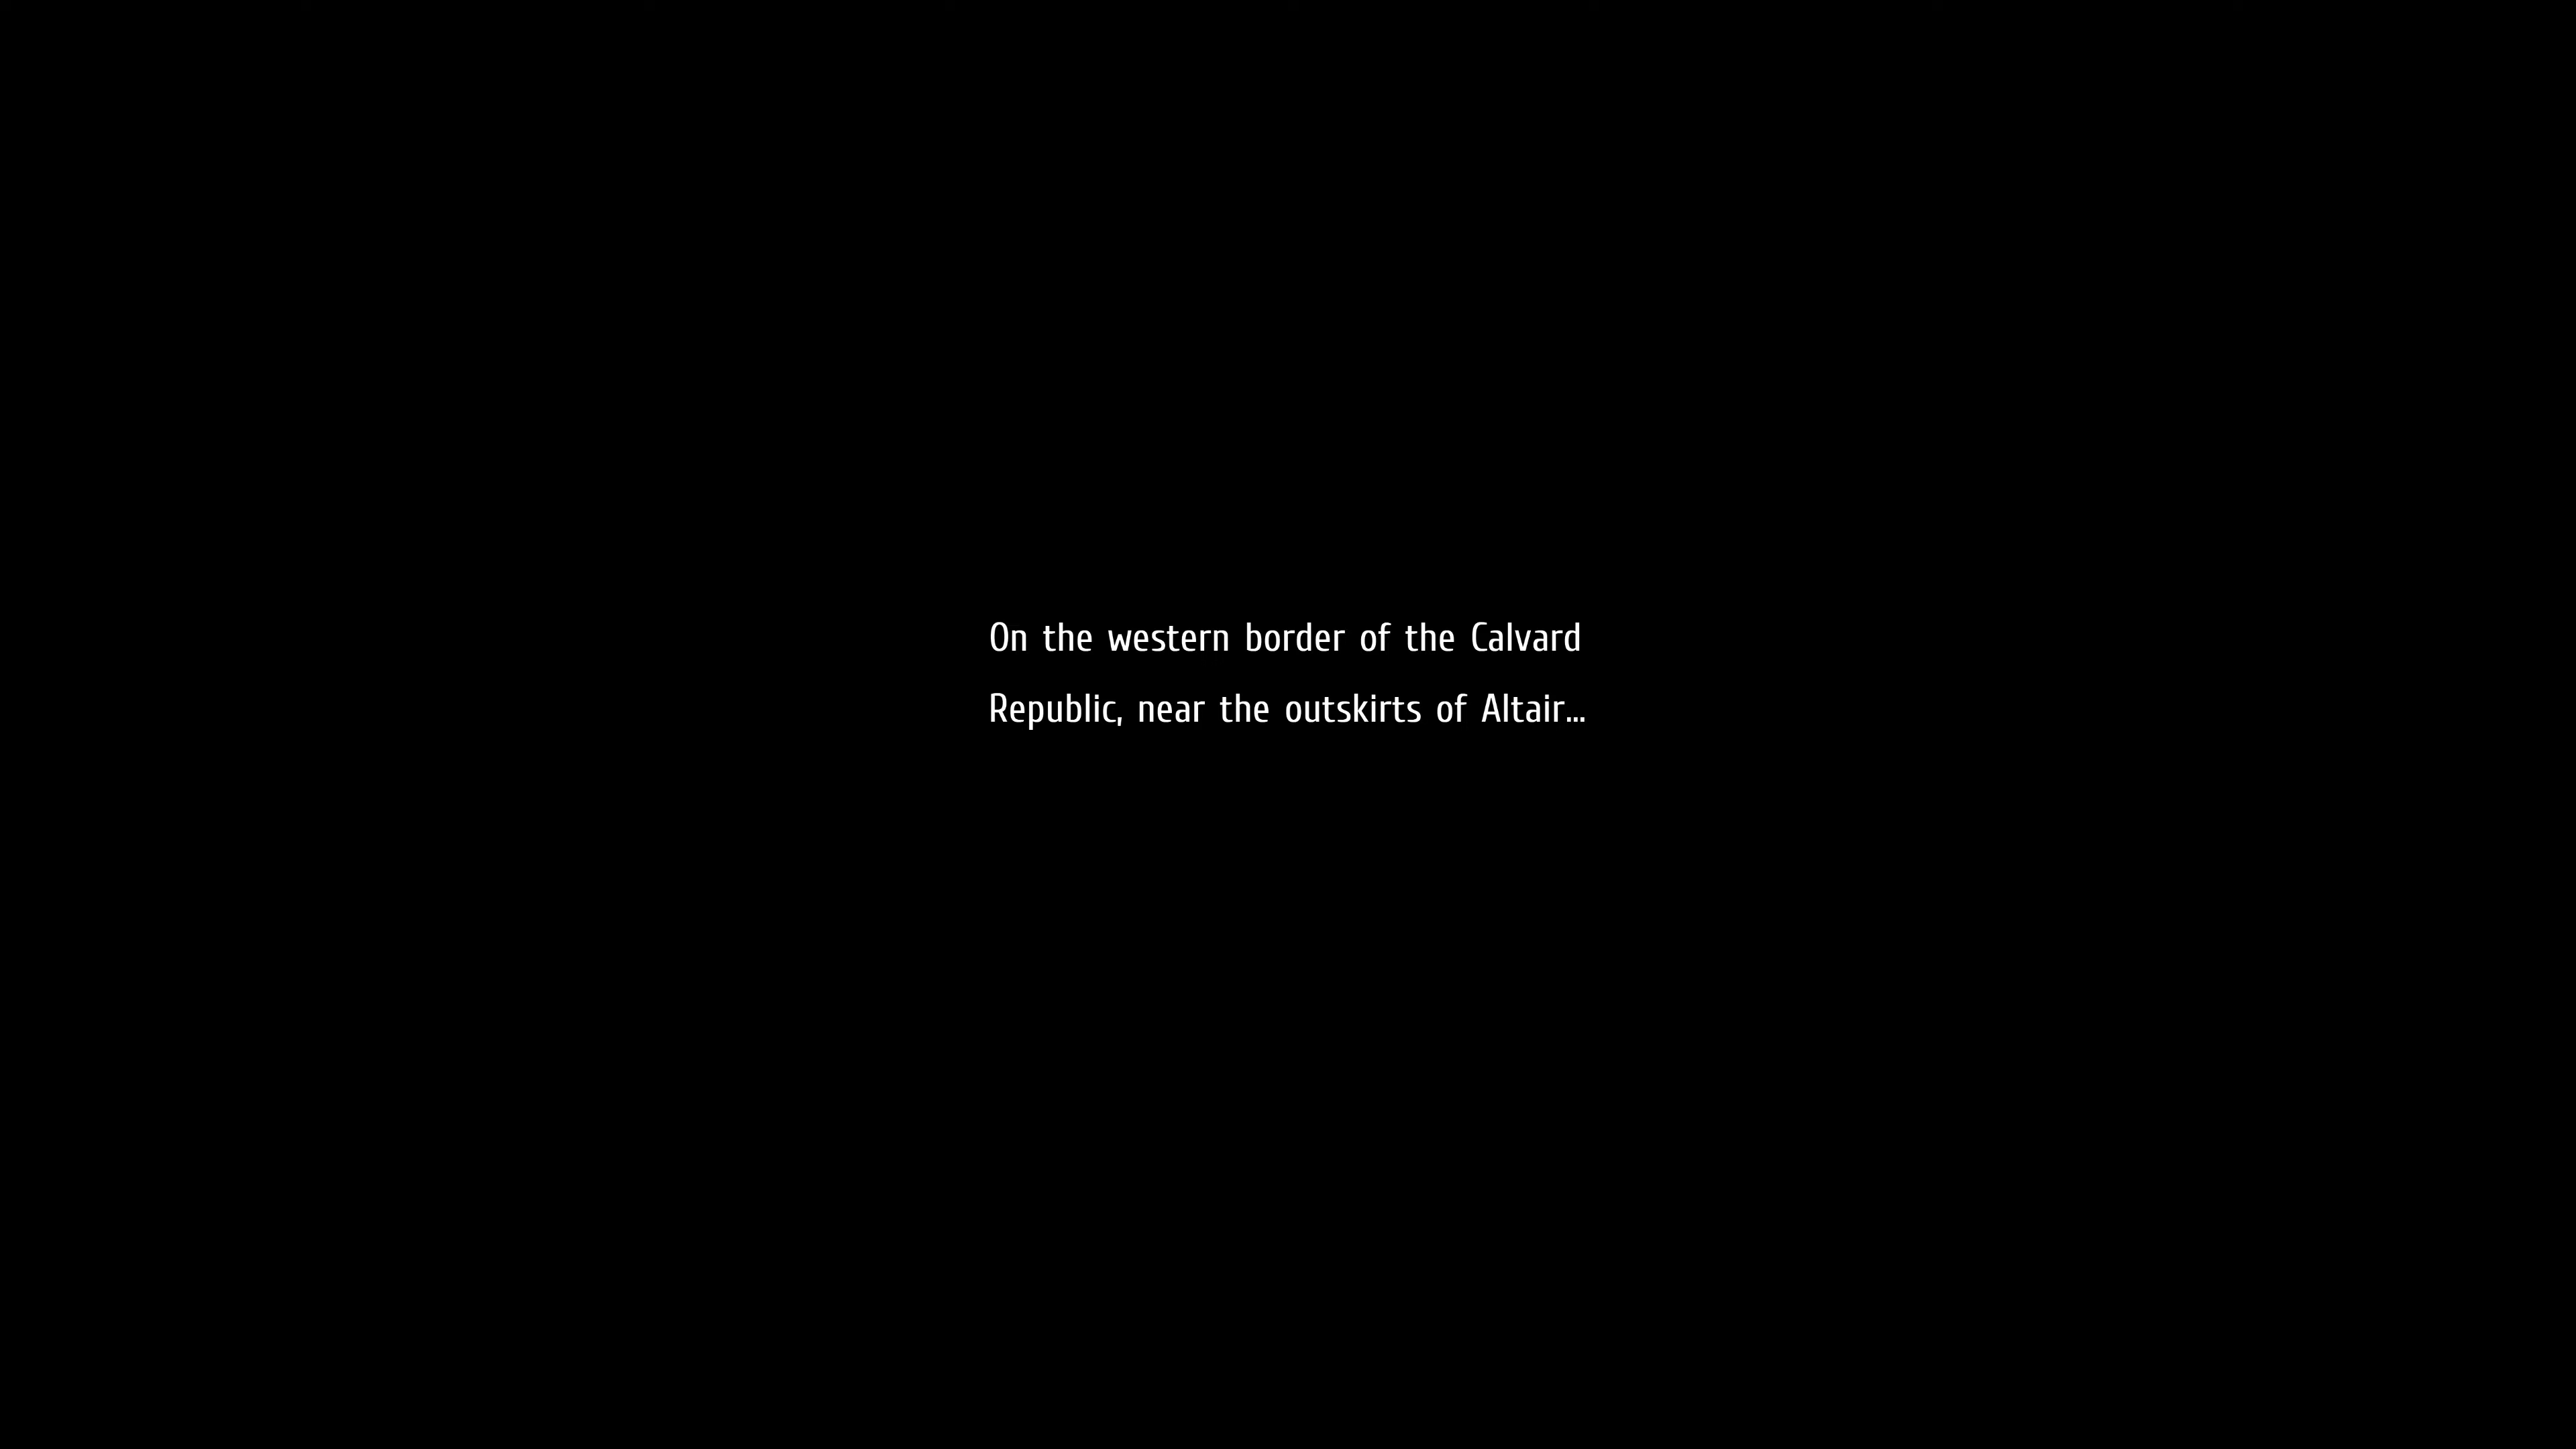 On the western border of the Calvard
Republic, near the outskirts of Altair...